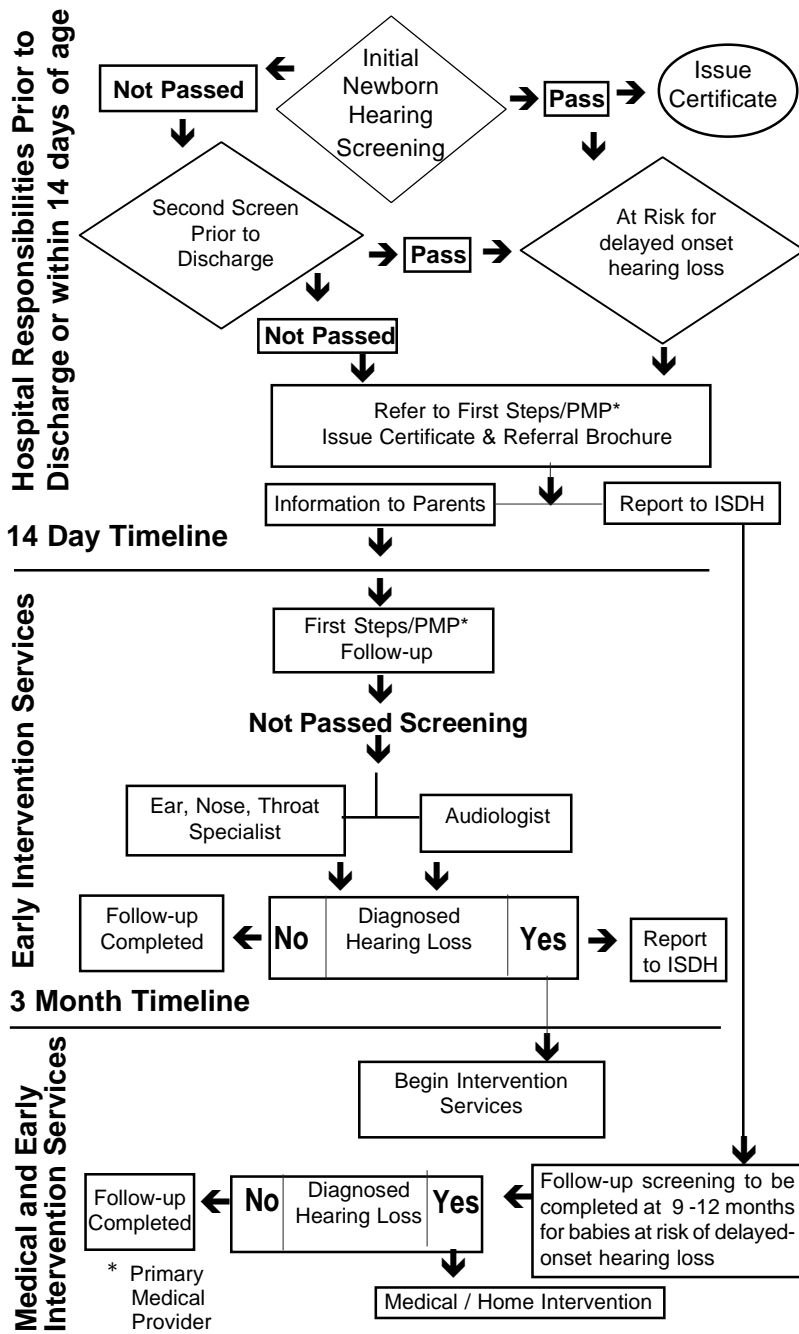 Hospital Responsibilities Prior to
Discharge or within 14 days of age
Initial
Newborn
Hearing
Screening
Not Passed
Pass
Issue
Certificate
Second Screen
Prior to
Discharge
Pass
At Risk for
delayed onset
hearing loss
Not Passed
Refer to First Steps/PMP*
Issue Certificate & Referral Brochure
Information to Parents
Report to ISDH
14 Day Timeline
Early Intervention Services
First Steps/PMP*
Follow-up
Not Passed Screening
Ear, Nose, Throat
Specialist
Audiologist
Follow-up
Completed
No
Diagnosed
Hearing Loss
Yes
Report
to ISDH
3 Month Timeline
Medical and Early
Intervention Services
Begin Intervention
Services
Follow-up
Completed
No
Diagnosed
Hearing Loss
Yes
Follow-up screening to be
completed at 9 -12 months
for babies at risk of delayed-
onset hearing loss
* Primary
Medical
Provider
Medical / Home Intervention